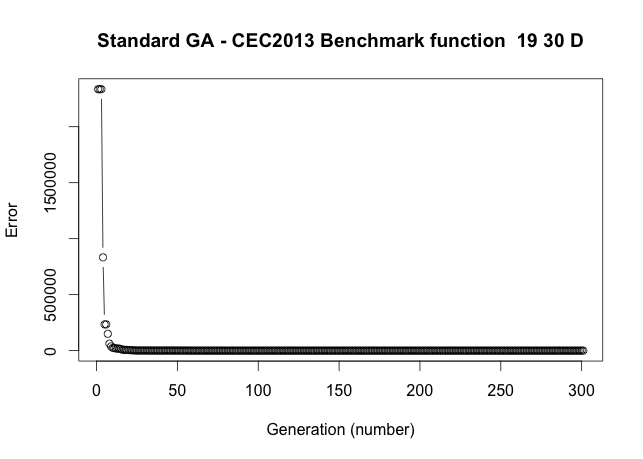 Standard GA - CEC2013 Benchmark function 19 30 D
Error
1500000
500000
0
0 50 100 150 200 250 300
Generation (number)